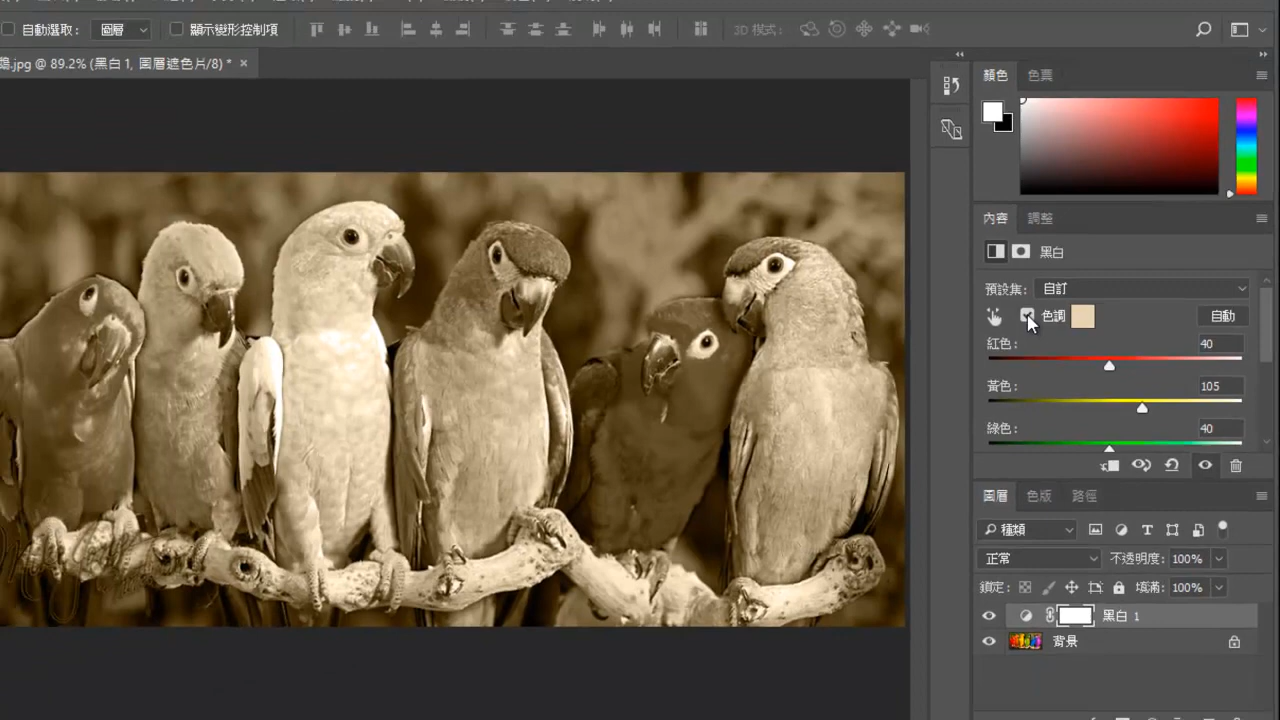 自動選取: 圖層 顯示變形控制項 3D 模式:
.jpg @ 89.2% (黑白 1, 圖層遮色片/8) * ×
顏色 色票
內容 調整
黑白
預設集: 自訂
色調 自動
紅色: 40
黃色: 105
綠色: 40
圖層 色版 路徑
種類
正常 不透明度: 100%
鎖定: 填滿: 100%
黑白 1
背景